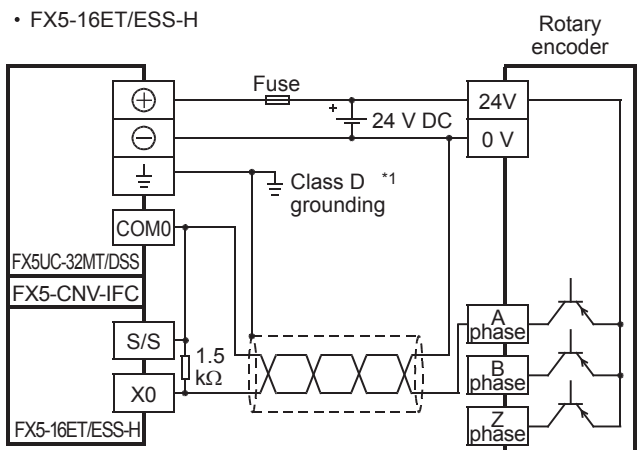 • FX5-16ET/ESS-H
Rotary
encoder
Fuse
24V
+
24 V DC
0 V
Class D *1
grounding
COM0
FX5UC-32MT/DSS
FX5-CNV-IFC
S/S
1.5
kΩ
X0
FX5-16ET/ESS-H
A
phase
B
phase
Z
phase